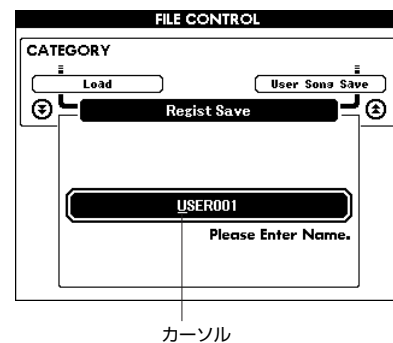 FILE CONTROL
CATEGORY
Load
User Song Save
Regist Save
USER001
Please Enter Name.
カーソル